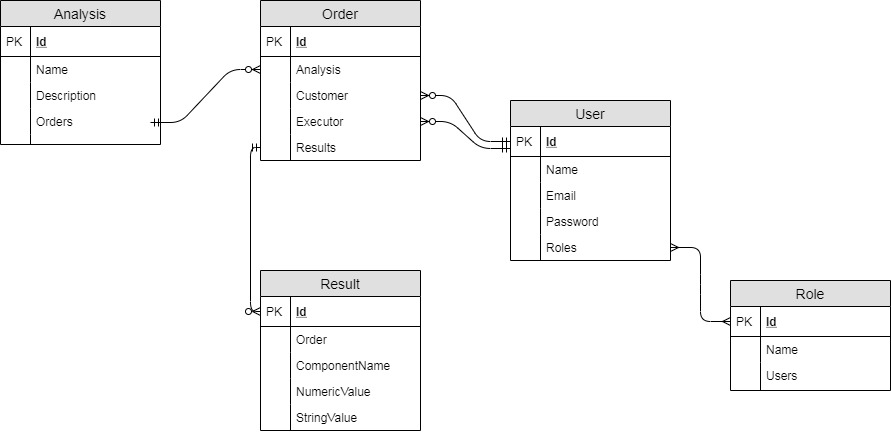 Analysis
PK Id
Name
Description
Orders
Order
PK Id
Analysis
Customer
Executor
Results
User
PK Id
Name
Email
Password
Roles
Result
PK Id
Order
ComponentName
NumericValue
StringValue
Role
PK Id
Name
Users